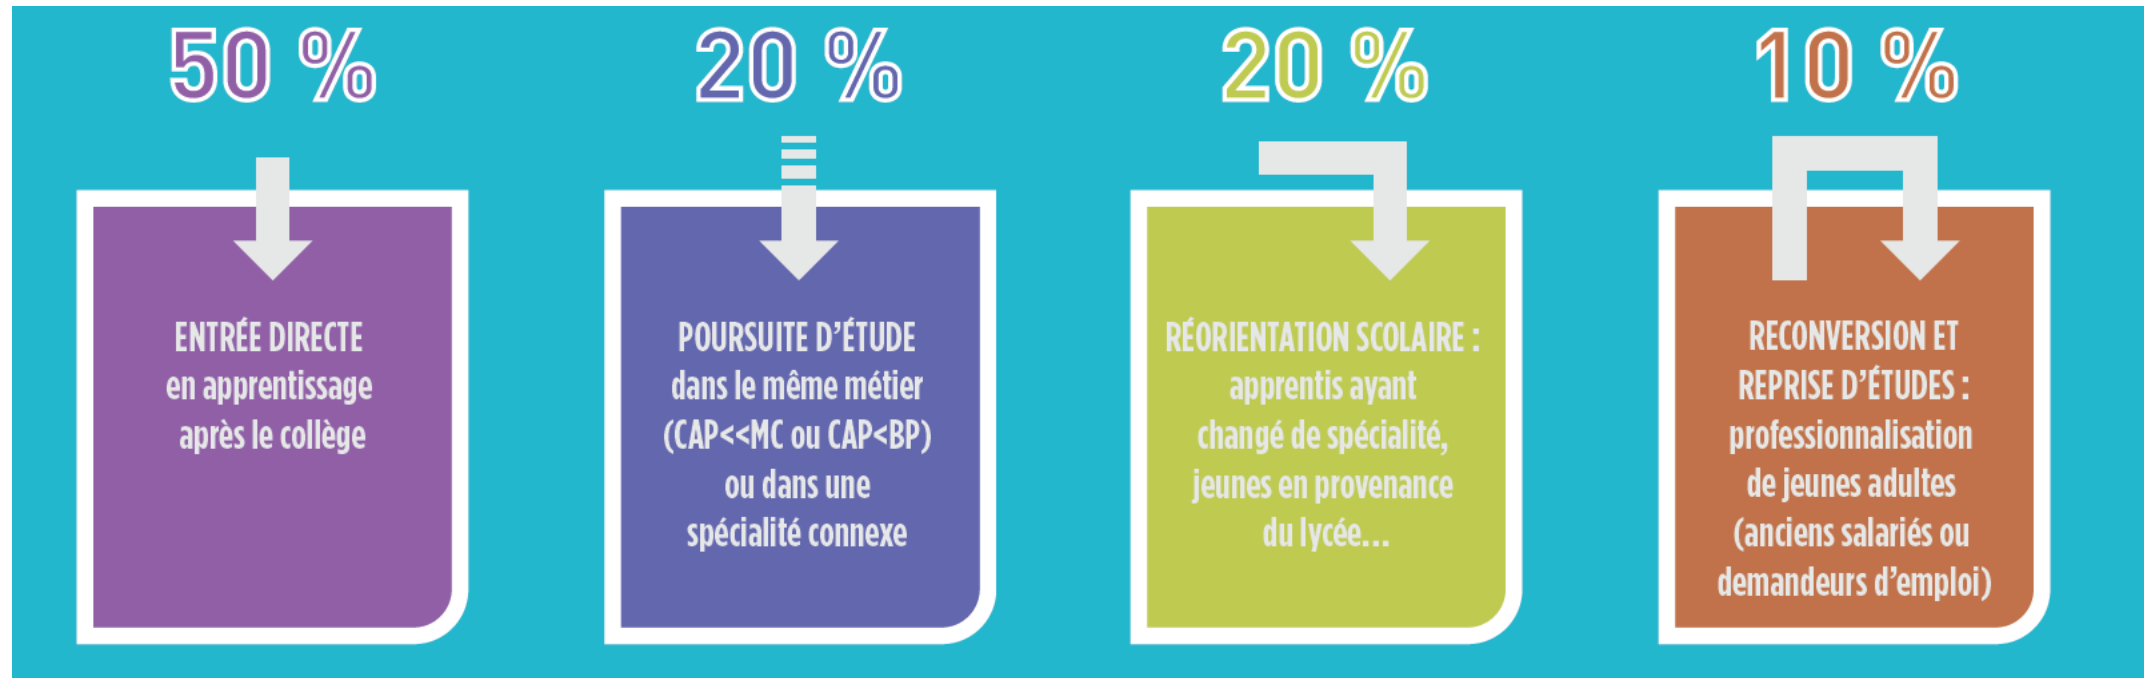 50 %
ENTRÉE DIRECTE
en apprentissage
après le collège
20 %
POURSUITE D’ÉTUDE
dans le même métier
(CAP<<MC ou CAP<BP)
ou dans une
spécialité connexe
20 %
RÉORIENTATION SCOLAIRE :
apprentis ayant
changé de spécialité,
jeunes en provenance
du lycée...
10 %
RECONVERSION ET
REPRISE D’ÉTUDES :
professionnalisation
de jeunes adultes
(anciens salariés ou
demandeurs d’emploi)